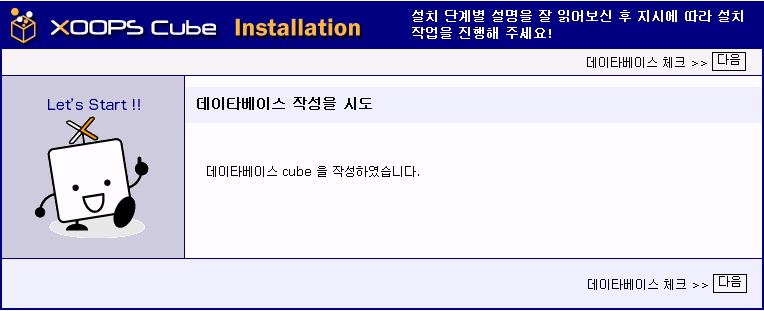 XOOPS Cube Installation
설치 단계별 설명을 잘 읽어보신 후 지시에 따라 설치
작업을 진행해 주세요!
데이타베이스 체크 >> 다음
Let's Start !!
데이타베이스 작성을 시도
데이타베이스 cube 을 작성하였습니다.
데이타베이스 체크 >> 다음